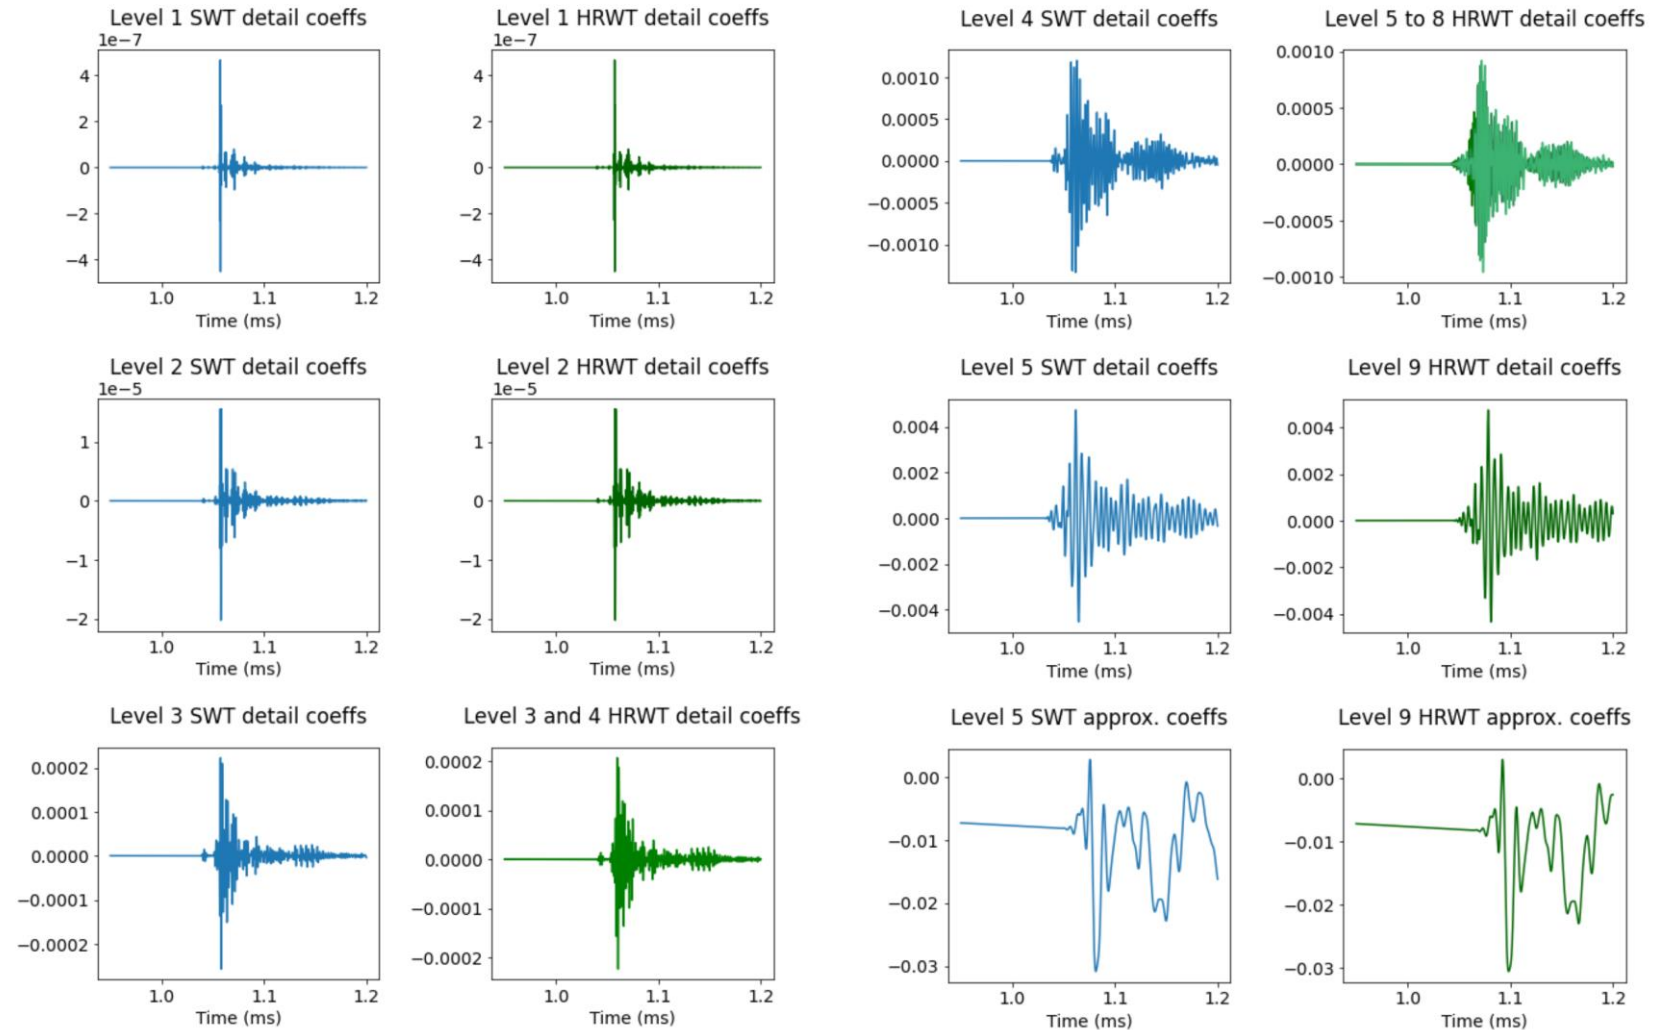 Level 1 SWT detail coeffs
1e−7
4
2
0
−2
−4
1.0 1.1 1.2
Time (ms)
Level 1 HRWT detail coeffs
1e−7
4
2
0
−2
−4
1.0 1.1 1.2
Time (ms)
Level 4 SWT detail coeffs
0.0010
0.0005
0.0000
−0.0005
−0.0010
1.0 1.1 1.2
Time (ms)
Level 5 to 8 HRWT detail coeffs
0.0010
0.0005
0.0000
−0.0005
−0.0010
1.0 1.1 1.2
Time (ms)
Level 2 SWT detail coeffs
1e−5
1
0
−1
−2
1.0 1.1 1.2
Time (ms)
Level 2 HRWT detail coeffs
1e−5
1
0
−1
−2
1.0 1.1 1.2
Time (ms)
Level 5 SWT detail coeffs
0.004
0.002
0.000
−0.002
−0.004
1.0 1.1 1.2
Time (ms)
Level 9 HRWT detail coeffs
0.004
0.002
0.000
−0.002
−0.004
1.0 1.1 1.2
Time (ms)
Level 3 SWT detail coeffs
0.0002
0.0001
0.0000
−0.0001
−0.0002
1.0 1.1 1.2
Time (ms)
Level 3 and 4 HRWT detail coeffs
0.0002
0.0001
0.0000
−0.0001
−0.0002
1.0 1.1 1.2
Time (ms)
Level 5 SWT approx. coeffs
0.00
−0.01
−0.02
−0.03
1.0 1.1 1.2
Time (ms)
Level 9 HRWT approx. coeffs
0.00
−0.01
−0.02
−0.03
1.0 1.1 1.2
Time (ms)